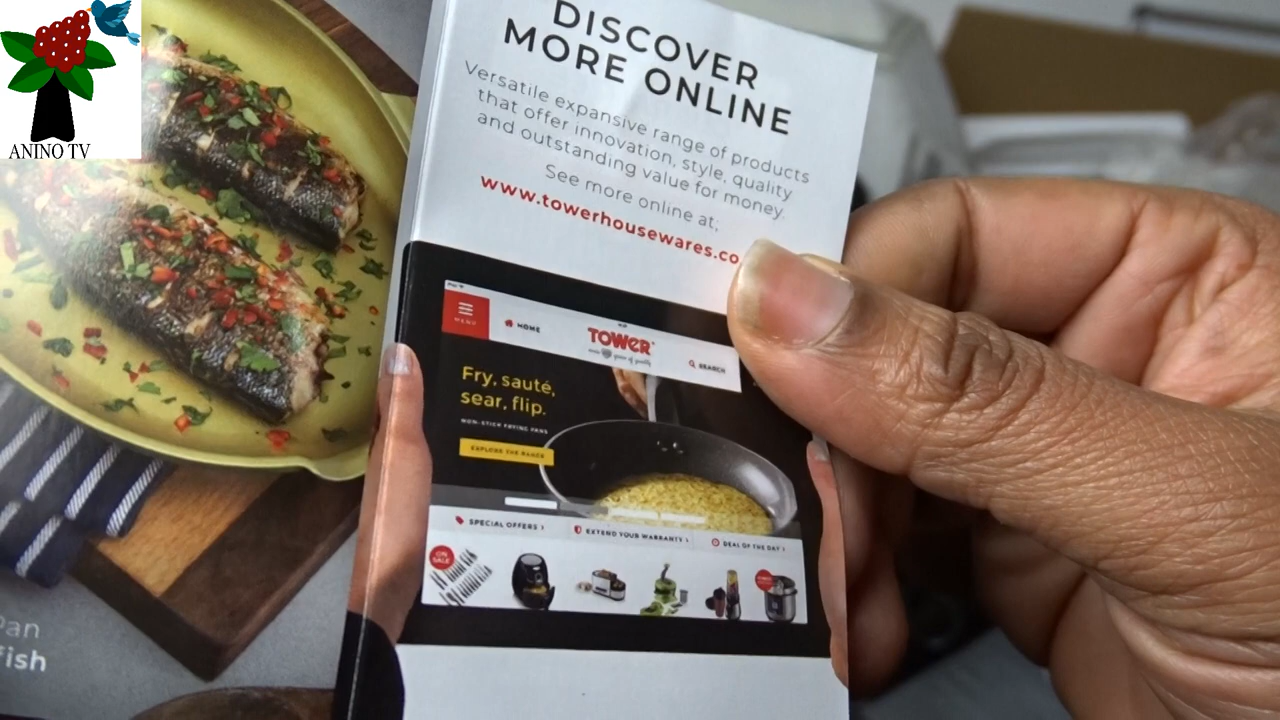 ANINO TV
DISCOVER
MORE ONLINE
Versatile expansive range of products
that offer innovation, style, quality
and outstanding value for money.
See more online at;
www.towerhousewares.co
MENU
HOME
TOWER
SEARCH
Fry, sauté,
sear, flip.
NON-STICK FRYING PANS
EXPLORE THE RANGE
SPECIAL OFFERS
EXTEND YOUR WARRANTY
DEAL OF THE DAY
ON
SALE
pan
fish